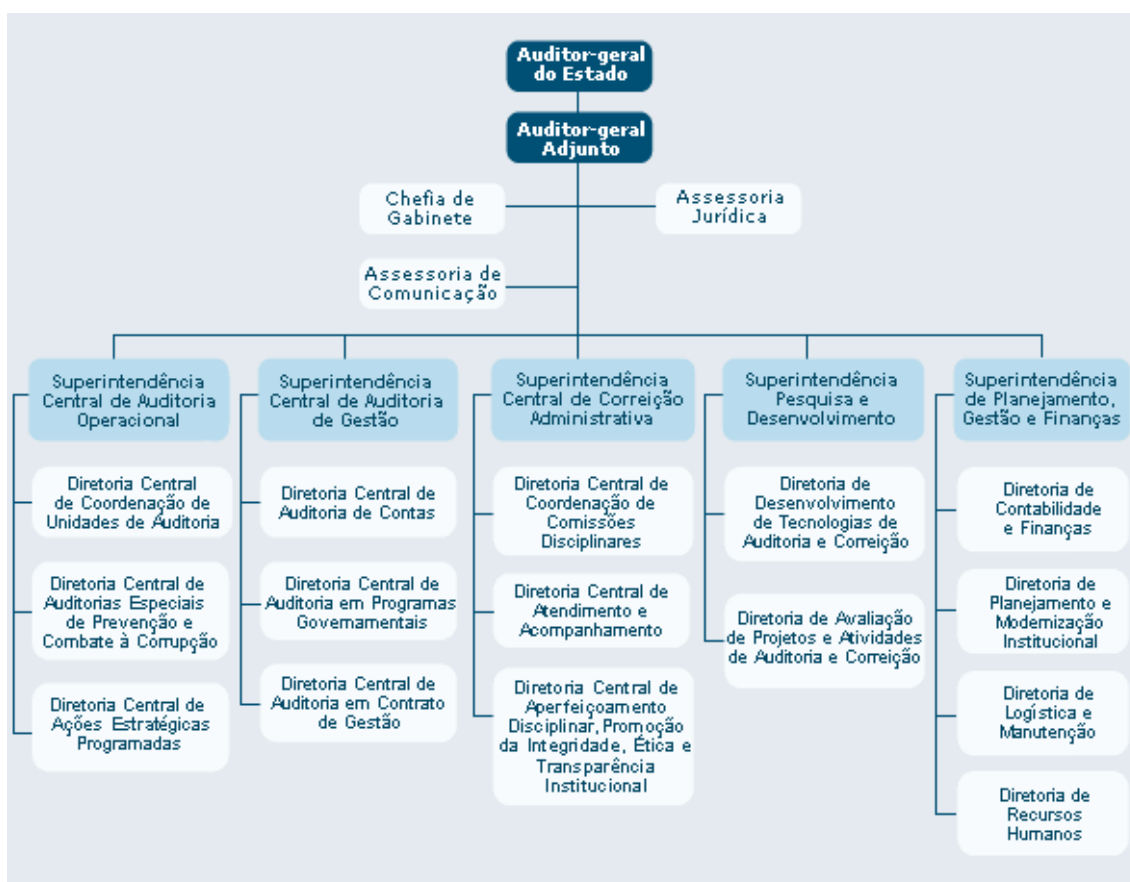 Auditor-geral
do Estado
Auditor-geral
Adjunto
Chefia de
Gabinete
Assessoria
Jurídica
Assessoria de
Comunicação
Superintendência
Central de Auditoria
Operacional
Diretoria Central
de Coordenação de
Unidades de Auditoria
Diretoria Central de
Auditorias Especiais
de Prevenção e
Combate à Corrupção
Diretoria Central de
Ações Estratégicas
Programadas
Superintendência
Central de Auditoria
de Gestão
Diretoria Central de
Auditoria de Contas
Diretoria Central de
Auditoria em Programas
Governamentais
Diretoria Central de
Auditoria em Contrato
de Gestão
Superintendência
Central de Correição
Administrativa
Diretoria Central de
Coordenação de
Comissões
Disciplinares
Diretoria Central de
Atendimento e
Acompanhamento
Diretoria Central de
Aperfeiçoamento
Disciplinar, Promoção
da Integridade, Ética e
Transparência
Institucional
Superintendência
Pesquisa e
Desenvolvimento
Diretoria de
Desenvolvimento
de Tecnologias de
Auditoria e Correição
Diretoria de Avaliação
de Projetos e Atividades
de Auditoria e Correição
Superintendência
de Planejamento,
Gestão e Finanças
Diretoria de
Contabilidade
e Finanças
Diretoria de
Planejamento e
Modernização
Institucional
Diretoria de
Logística e
Manutenção
Diretoria de
Recursos
Humanos